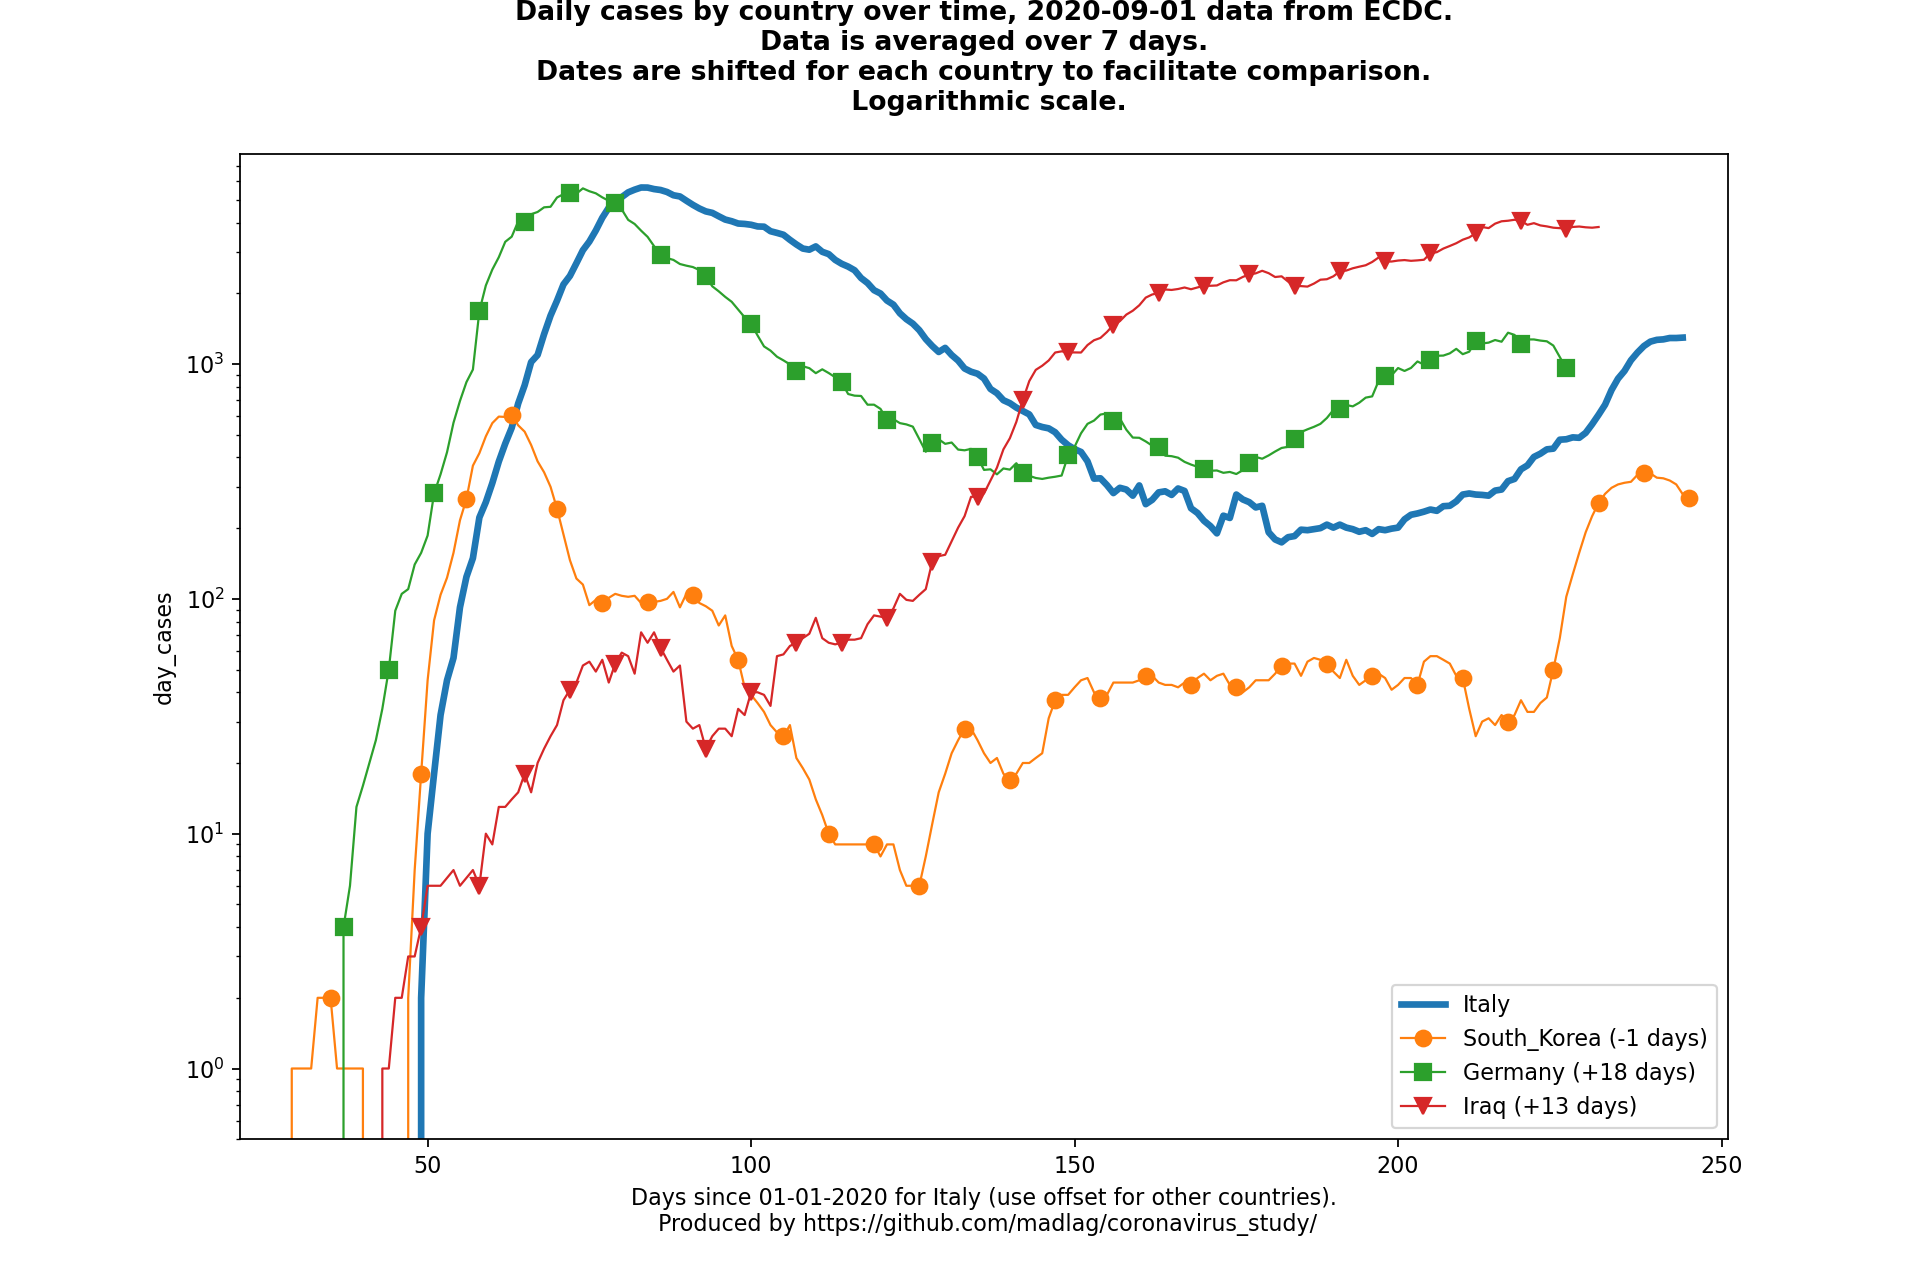 Daily cases by country over time, 2020-09-01 data from ECDC.
Data is averaged over 7 days.
Dates are shifted for each country to facilitate comparison.
Logarithmic scale.
day_cases
10³
10²
10¹
10⁰
50
100
150
200
250
Italy
South_Korea (-1 days)
Germany (+18 days)
Iraq (+13 days)
Days since 01-01-2020 for Italy (use offset for other countries).
Produced by https://github.com/madlag/coronavirus_study/